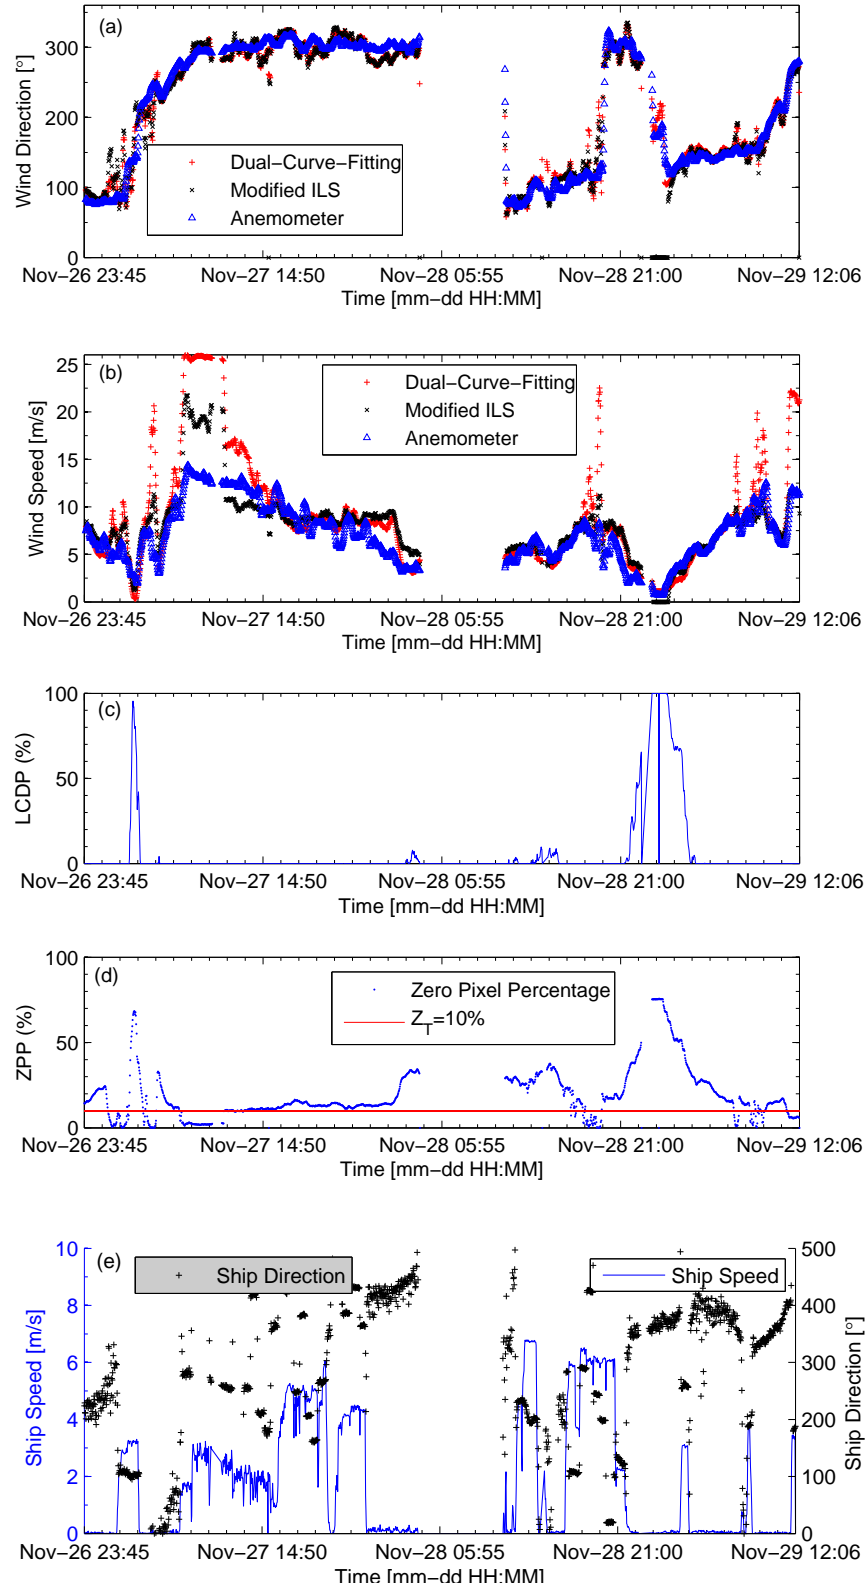 (a)
300
200
100
0
Wind Direction [°]
Dual−Curve−Fitting
Modified ILS
Anemometer
Nov−26 23:45 Nov−27 14:50 Nov−28 05:55 Nov−28 21:00 Nov−29 12:06
Time [mm−dd HH:MM]
(b)
25
20
15
10
5
0
Wind Speed [m/s]
Dual−Curve−Fitting
Modified ILS
Anemometer
Nov−26 23:45 Nov−27 14:50 Nov−28 05:55 Nov−28 21:00 Nov−29 12:06
Time [mm−dd HH:MM]
(c)
100
50
0
LCDP (%)
Nov−26 23:45 Nov−27 14:50 Nov−28 05:55 Nov−28 21:00 Nov−29 12:06
Time [mm−dd HH:MM]
(d)
100
50
0
ZPP (%)
Zero Pixel Percentage
Z_T=10%
Nov−26 23:45 Nov−27 14:50 Nov−28 05:55 Nov−28 21:00 Nov−29 12:06
Time [mm−dd HH:MM]
(e)
10
8
6
4
2
0
Ship Speed [m/s]
Ship Direction
Ship Speed
500
400
300
200
100
0
Ship Direction [°]
Nov−26 23:45 Nov−27 14:50 Nov−28 05:55 Nov−28 21:00 Nov−29 12:06
Time [mm−dd HH:MM]